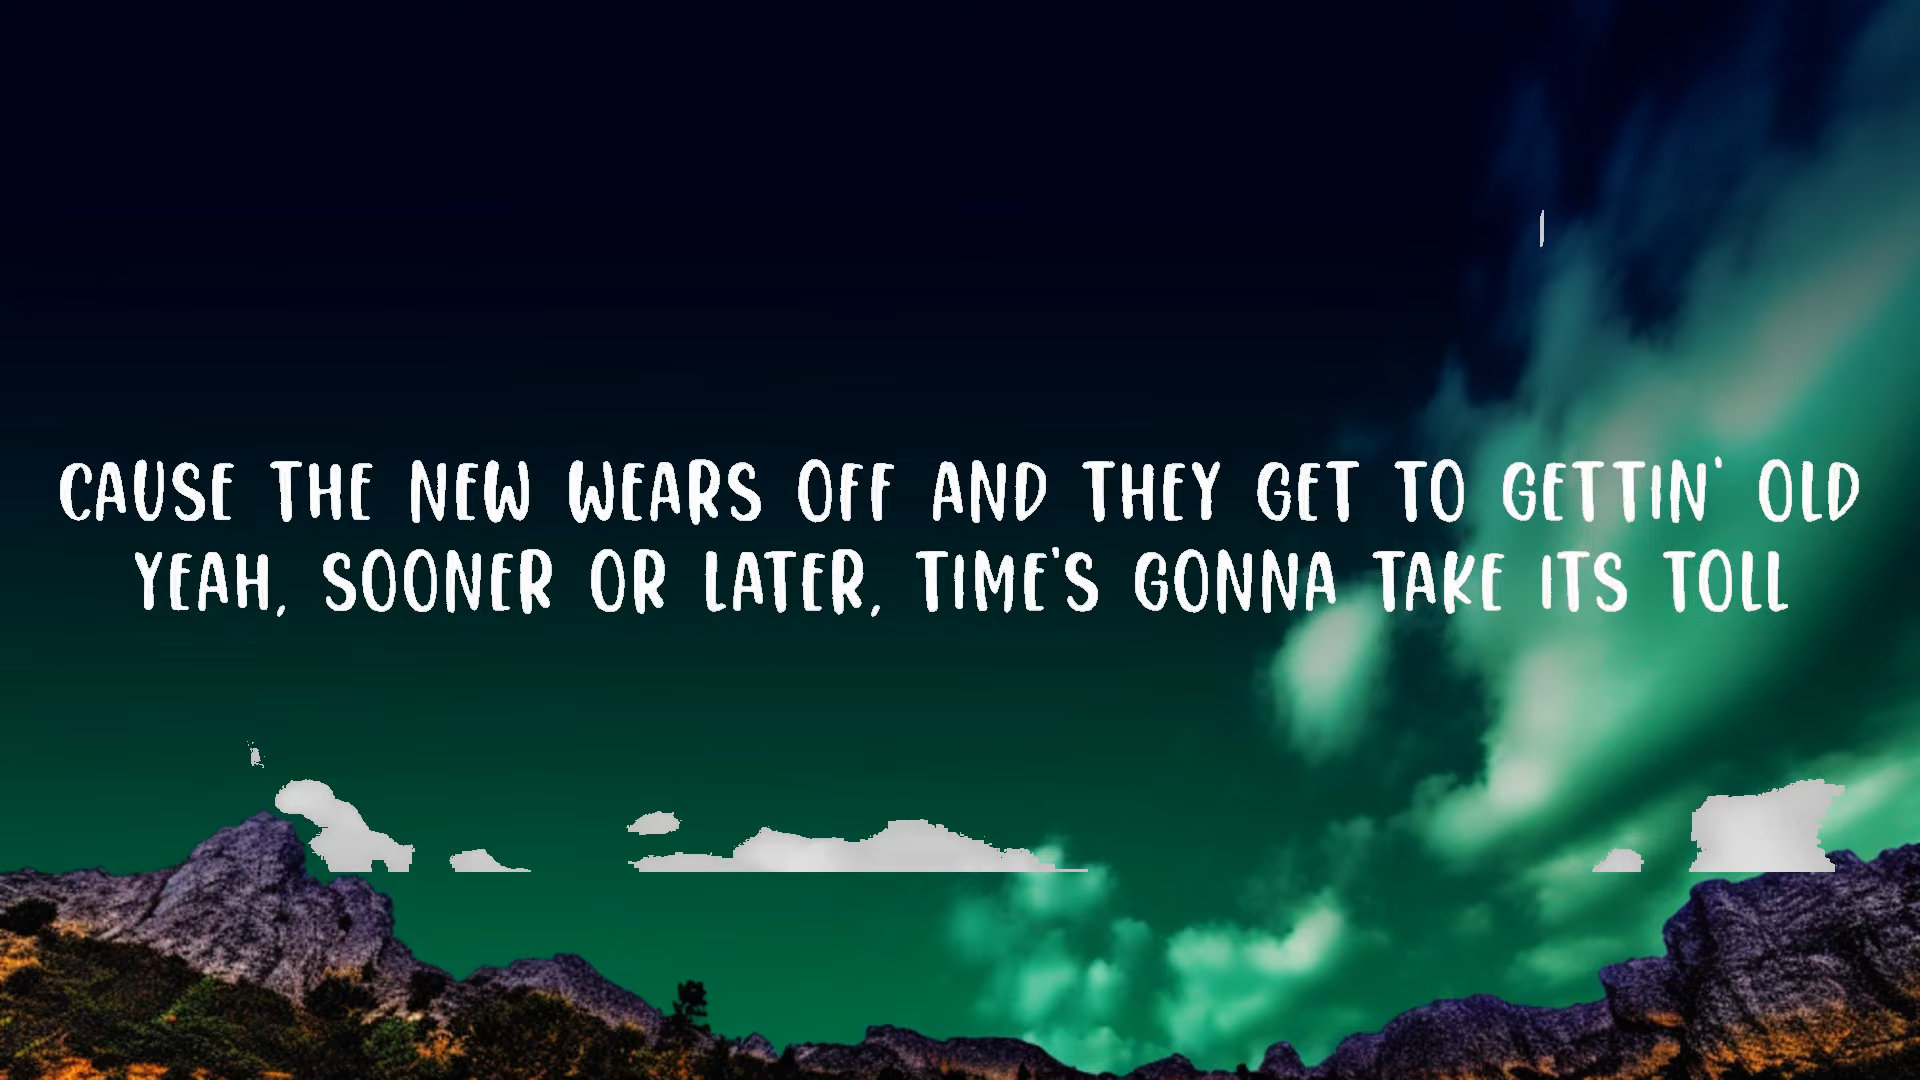 CAUSE THE NEW WEARS OFF AND THEY GET TO GETTIN' OLD
YEAH, SOONER OR LATER, TIME'S GONNA TAKE ITS TOLL